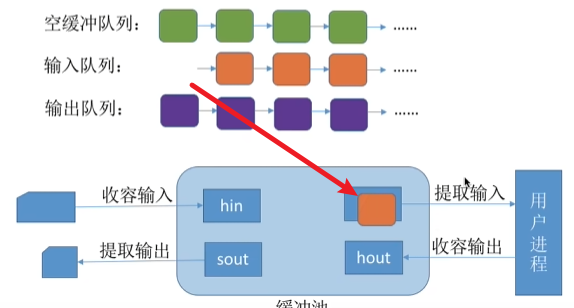 空缓冲队列： ......
输入队列： ......
输出队列： ......
收容输入 hin 提取输入
提取输出 sout hout 收容输出
用户进程
缓冲池